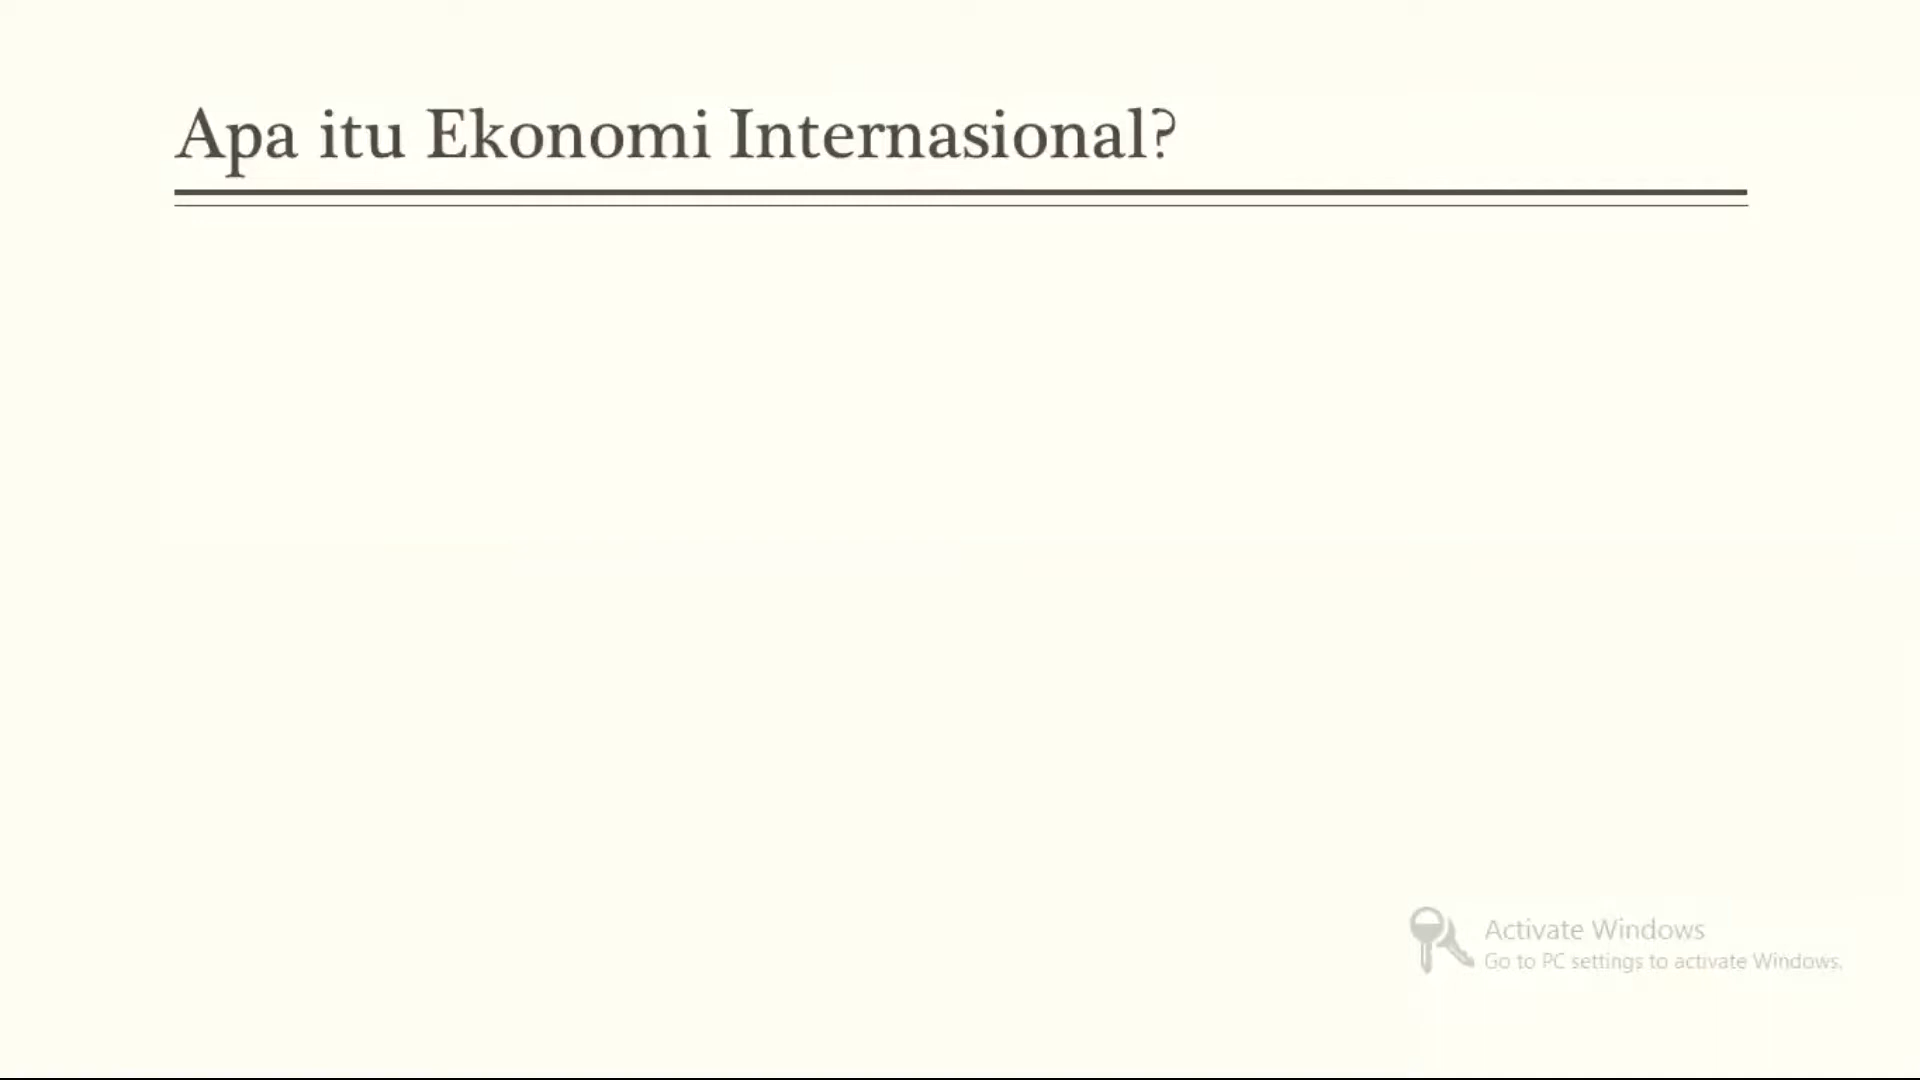 Apa itu Ekonomi Internasional?
Activate Windows
Go to PC settings to activate Windows.